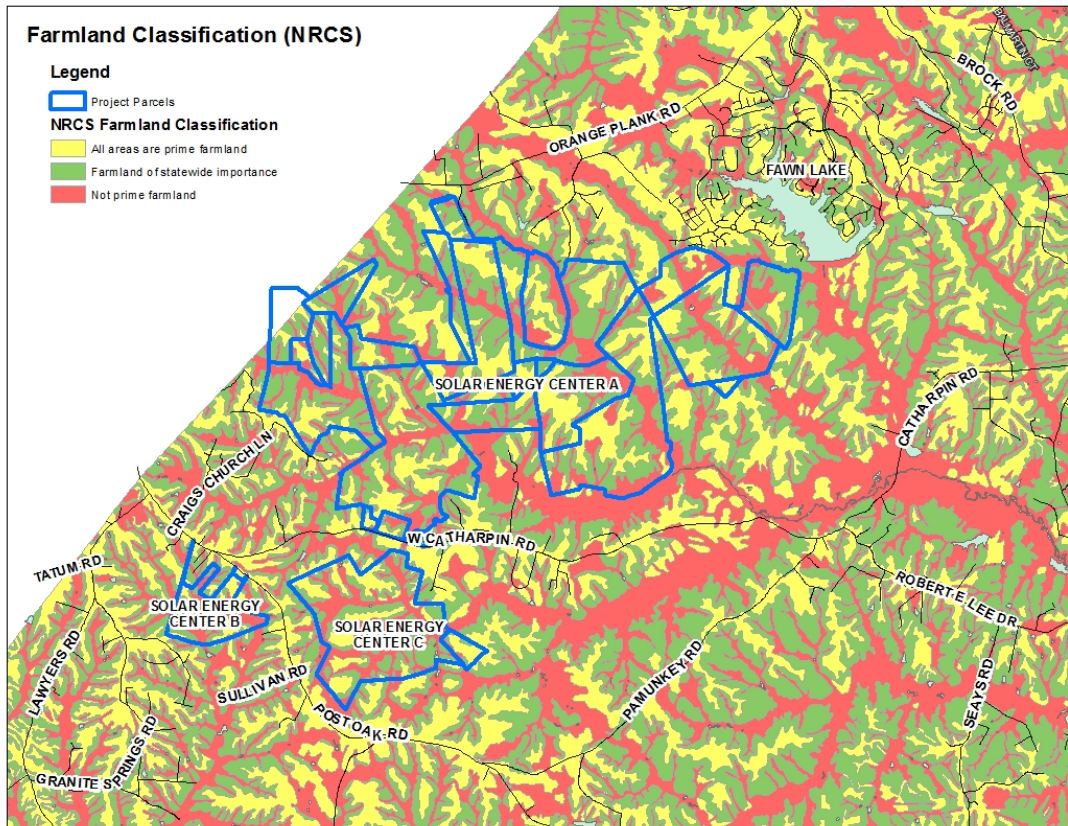 Farmland Classification (NRCS)
Legend
Project Parcels
NRCS Farmland Classification
All areas are prime farmland
Farmland of statewide importance
Not prime farmland
BROCK RD
ORANGE PLANK RD
FAWN LAKE
SOLAR ENERGY CENTER A
CATHARPIN RD
CRAIGS CHURCH LN
W CATHARPIN RD
TATUM RD
ROBERT E LEE DR
SOLAR ENERGY
CENTER B
SOLAR ENERGY
CENTER C
LAWYERS RD
SULLIVAN RD
PAMUNKEY RD
SEAYS RD
POST OAK RD
GRANITE SPRINGS RD